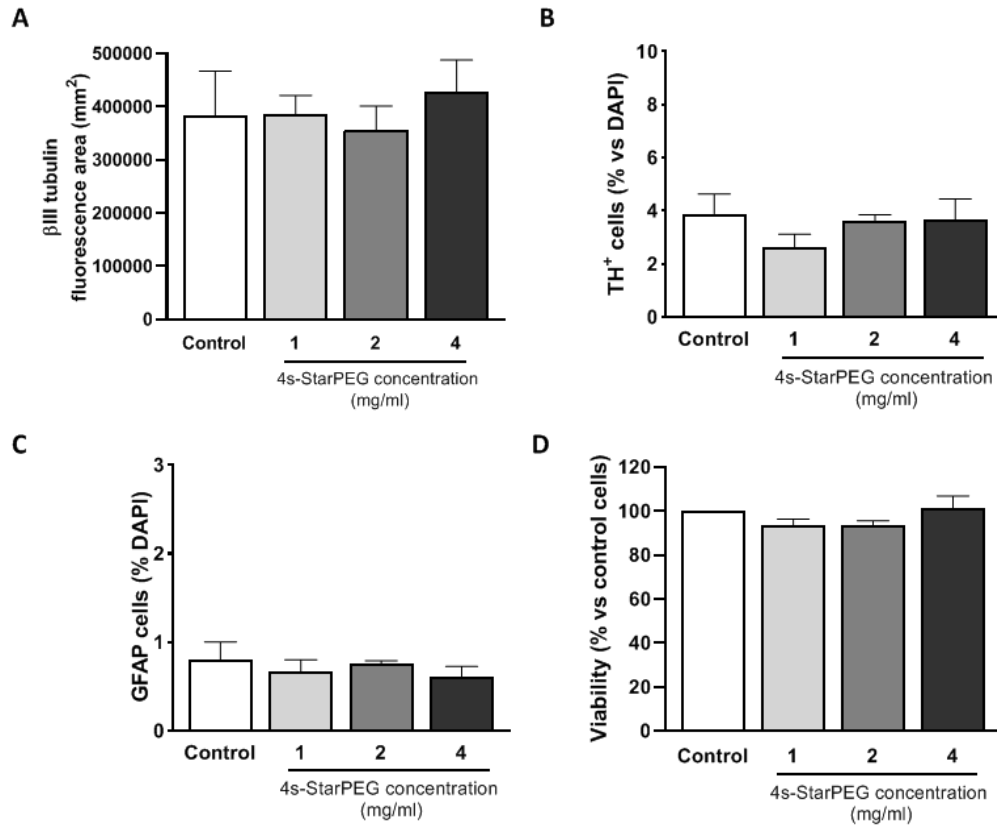 A
βIII tubulin
fluorescence area (mm²)
500000
400000
300000
200000
100000
0
Control
1
2
4
4s-StarPEG concentration
(mg/ml)
B
TH⁺ cells (% vs DAPI)
10
8
6
4
2
0
Control
1
2
4
4s-StarPEG concentration
(mg/ml)
C
GFAP cells (% DAPI)
3
2
1
0
Control
1
2
4
4s-StarPEG concentration
(mg/ml)
D
Viability (% vs control cells)
120
100
80
60
40
20
0
Control
1
2
4
4s-StarPEG concentration
(mg/ml)